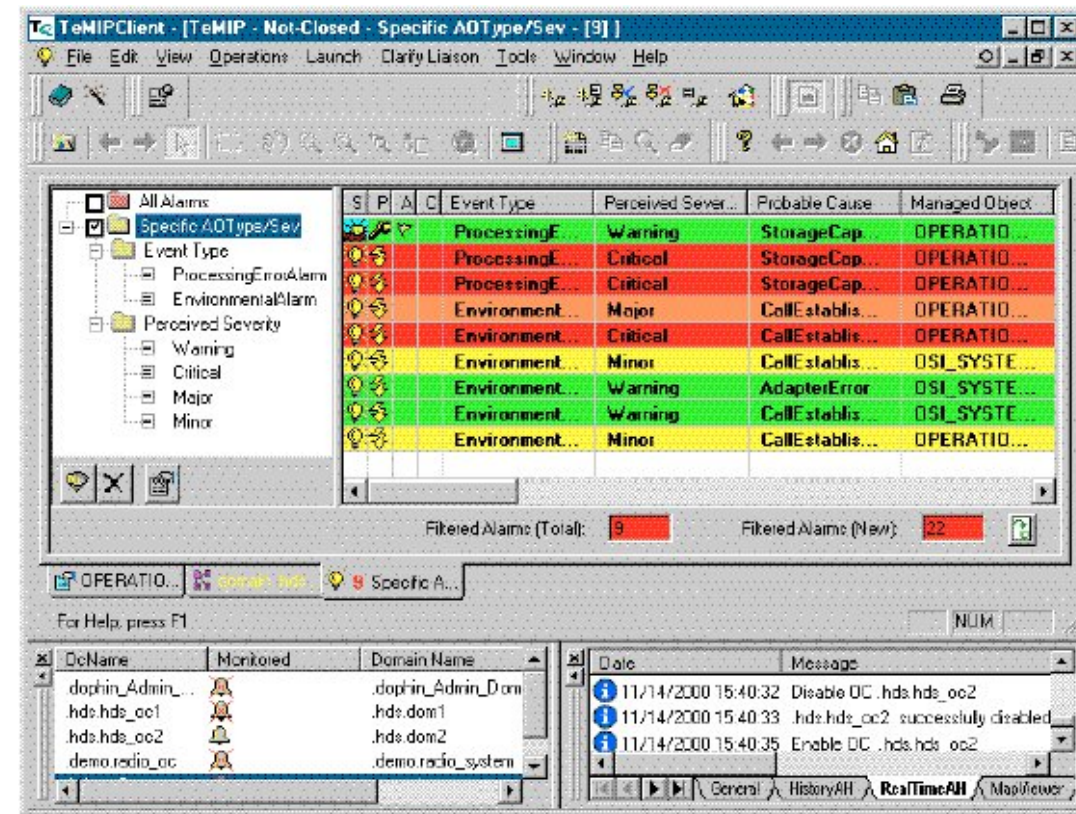 TeMIPClient - [TeMIP - Not-Closed - Specific AOType/Sev - [9] ]
File Edit View Operations Launch Clarify Liaison Tools Window Help
All Alarms
Specific AOType/Sev
Event Type
ProcessingErrorAlarm
EnvironmentalAlarm
Perceived Severity
Warning
Critical
Major
Minor
S P A C Event Type Perceived Sever... Probable Cause Managed Object
ProcessingE... Warning StorageCap... OPERATIO...
ProcessingE... Critical StorageCap... OPERATIO...
ProcessingE... Critical StorageCap... OPERATIO...
Environment... Major CallEstablis... OPERATIO...
Environment... Critical CallEstablis... OPERATIO...
Environment... Minor CallEstablis... OSI_SYSTE...
Environment... Warning AdapterError OSI_SYSTE...
Environment... Warning CallEstablis... OSI_SYSTE...
Environment... Minor CallEstablis... OPERATIO...
Filtered Alarms (Total): 9 Filtered Alarms (New): 22
OPERATIO... domain hds... 9 Specific A...
For Help, press F1 NUM
OcName Monitored Domain Name
.dophin_Admin_... .dophin_Admin_Dom
.hds.hds_oc1 .hds.dom1
.hds.hds_oc2 .hds.dom2
.demo.radio_oc .demo.radio_system
Date Message
11/14/2000 15:40:32 Disable OC .hds.hds_oc2
11/14/2000 15:40:33 .hds.hds_oc2 successfuly disabled
11/14/2000 15:40:35 Enable OC .hds.hds_oc2
General HistoryAH RealTimeAH MapViewer